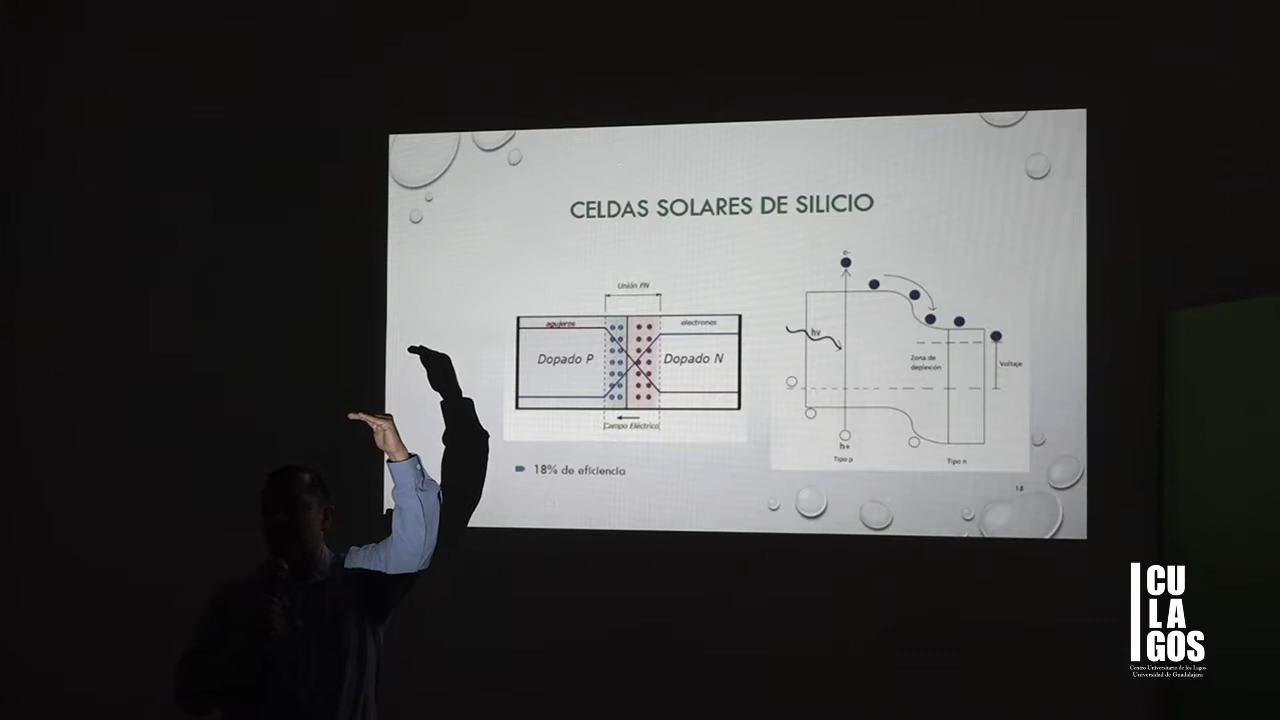 CELDAS SOLARES DE SILICIO
Unión PN
agujeros
electrones
Dopado P
Dopado N
Campo Eléctrico
18% de eficiencia
e-
hν
Zona de
depleción
Voltaje
h+
Tipo p
Tipo n
18
CU
LA
GOS
Centro Universitario de los Lagos
Universidad de Guadalajara